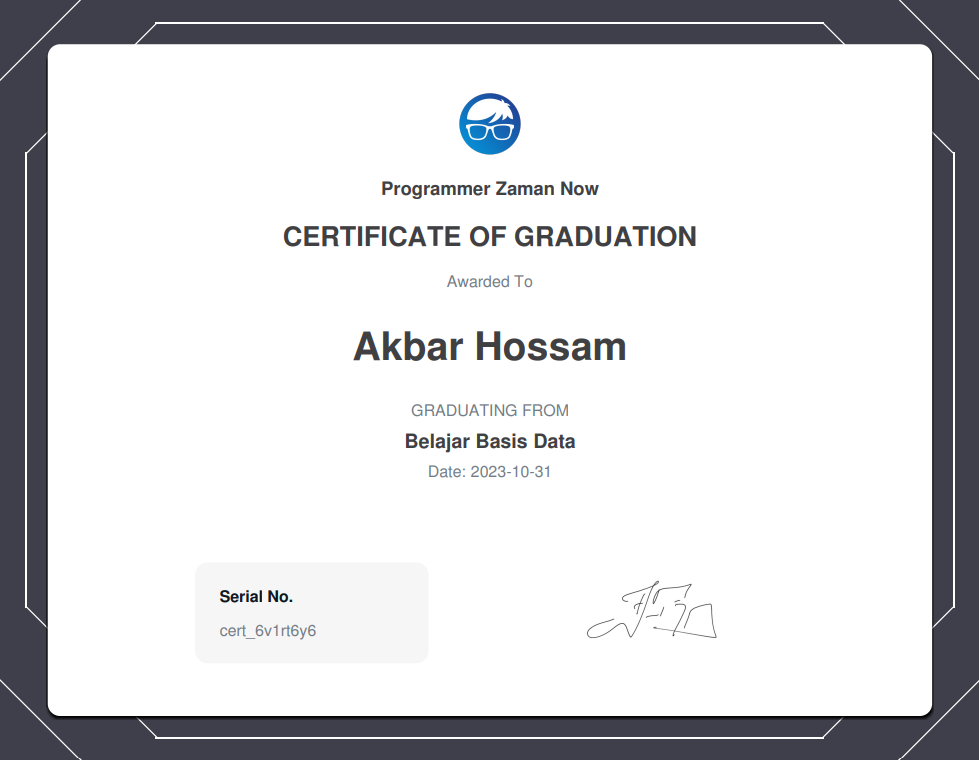 Programmer Zaman Now
CERTIFICATE OF GRADUATION
Awarded To
Akbar Hossam
GRADUATING FROM
Belajar Basis Data
Date: 2023-10-31
Serial No.
cert_6v1rt6y6